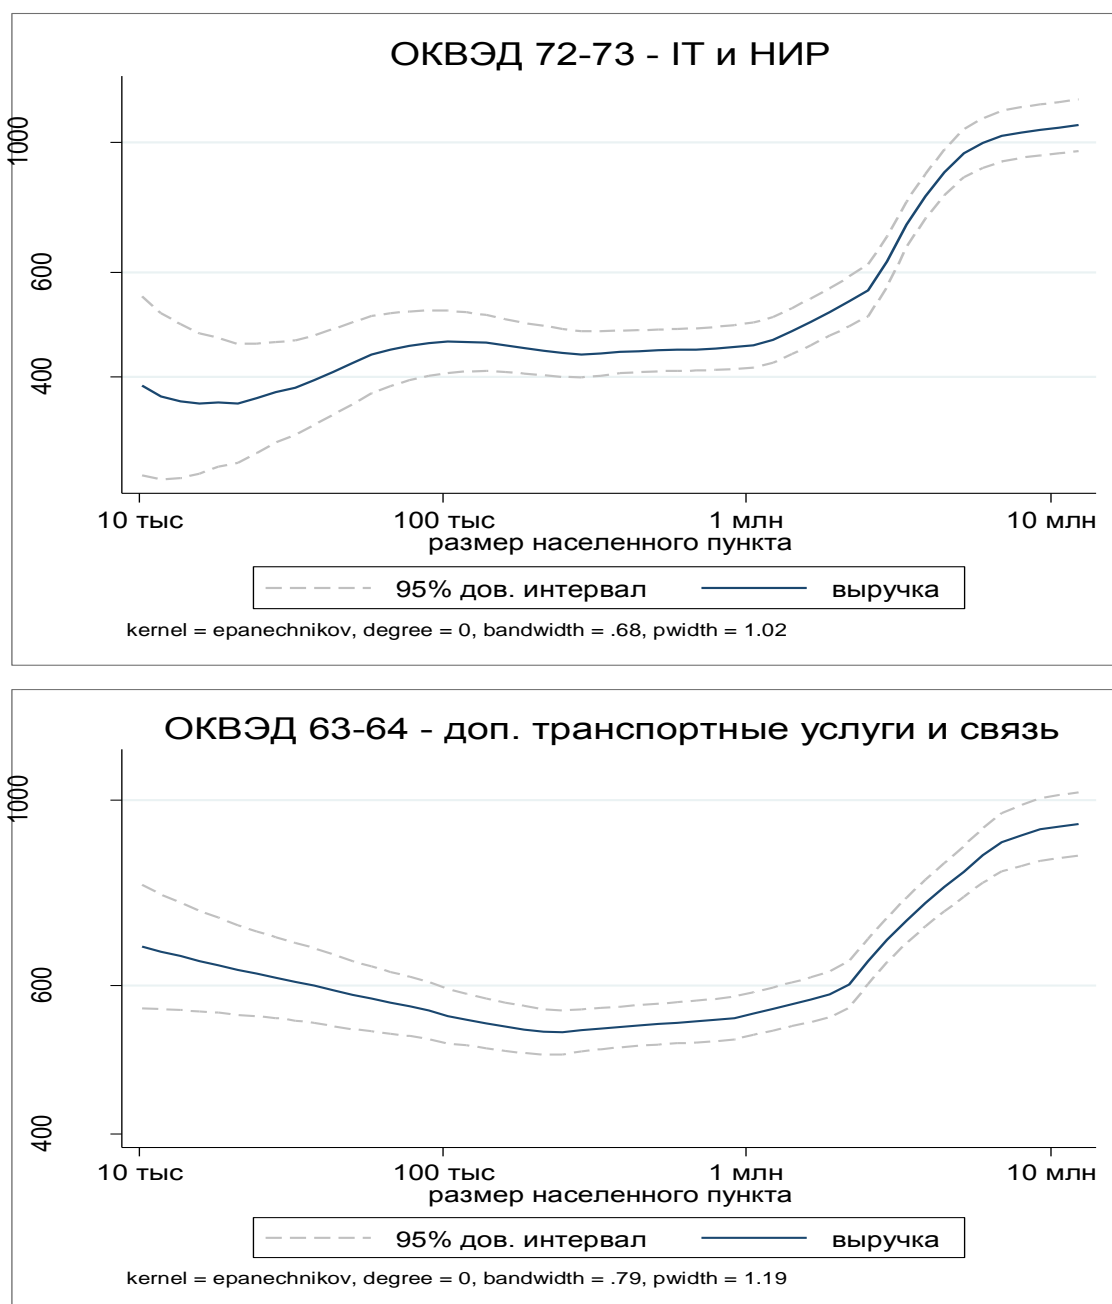 ОКВЭД 72-73 - IT и НИР
1000
600
400
10 тыс 100 тыс 1 млн 10 млн
размер населенного пункта
95% дов. интервал выручка
kernel = epanechnikov, degree = 0, bandwidth = .68, pwidth = 1.02
ОКВЭД 63-64 - доп. транспортные услуги и связь
1000
600
400
10 тыс 100 тыс 1 млн 10 млн
размер населенного пункта
95% дов. интервал выручка
kernel = epanechnikov, degree = 0, bandwidth = .79, pwidth = 1.19